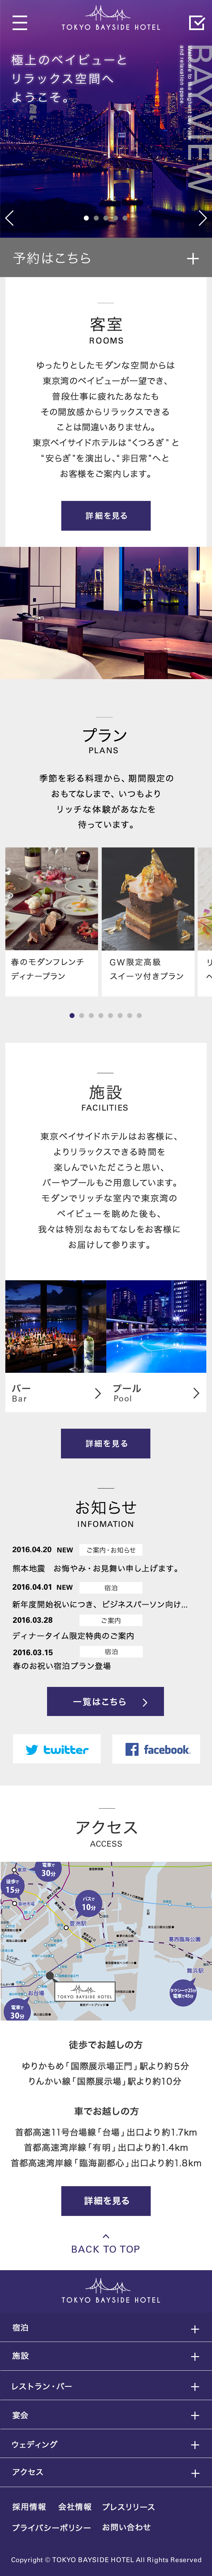 TOKYO BAYSIDE HOTEL
極上のベイビューと
リラックス空間へ
ようこそ。
BAYVIEW
and relaxation space
予約はこちら
客室
ROOMS
ゆったりとしたモダンな空間からは
東京湾のベイビューが一望でき、
普段仕事に疲れたあなたも
その開放感からリラックスできる
ことは間違いありません。
東京ベイサイドホテルは“くつろぎ”と
“安らぎ”を演出し、“非日常”へと
お客様をご案内します。
詳細を見る
プラン
PLANS
季節を彩る料理から、期間限定の
おもてなしまで、いつもより
リッチな体験があなたを
待っています。
春のモダンフレンチ
ディナープラン
GW限定高級
スイーツ付きプラン
施設
FACILITIES
東京ベイサイドホテルはお客様に、
よりリラックスできる時間を
楽しんでいただこうと思い、
バーやプールもご用意しています。
モダンでリッチな室内で東京湾の
ベイビューを眺めた後も、
我々は特別なおもてなしをお客様に
お届けして参ります。
バー
Bar
プール
Pool
詳細を見る
お知らせ
INFOMATION
2016.04.20 NEW ご案内・お知らせ
熊本地震 お悔やみ・お見舞い申し上げます。
2016.04.01 NEW 宿泊
新年度開始祝いにつき、ビジネスパーソン向け...
2016.03.28 ご案内
ディナータイム限定特典のご案内
2016.03.15 宿泊
春のお祝い宿泊プラン登場
一覧はこちら
twitter
facebook
アクセス
ACCESS
電車で
30分
徒歩で
15分
バスで
10分
豊洲駅
葛西臨海公園
舞浜駅
お台場
タクシーで25分
電車で45分
TOKYO BAYSIDE HOTEL
電車で
30分
徒歩でお越しの方
ゆりかもめ「国際展示場正門」駅より約5分
りんかい線「国際展示場」駅より約10分
車でお越しの方
首都高速11号台場線「台場」出口より約1.7km
首都高速湾岸線「有明」出口より約1.4km
首都高速湾岸線「臨海副都心」出口より約1.8km
詳細を見る
BACK TO TOP
TOKYO BAYSIDE HOTEL
宿泊
施設
レストラン・バー
宴会
ウェディング
アクセス
採用情報 会社情報 プレスリリース
プライバシーポリシー お問い合わせ
Copyright © TOKYO BAYSIDE HOTEL All Rights Reserved